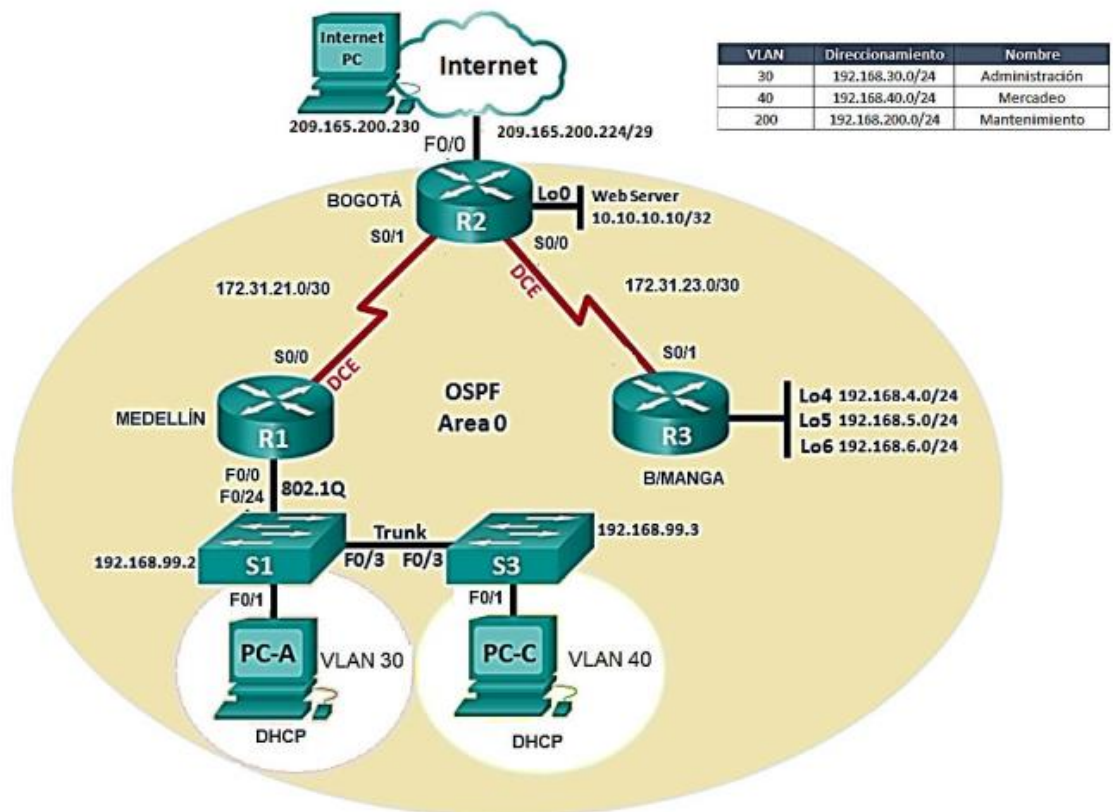 Internet
PC
Internet
209.165.200.230
209.165.200.224/29
F0/0
VLAN Direccionamiento Nombre
30 192.168.30.0/24 Administración
40 192.168.40.0/24 Mercadeo
200 192.168.200.0/24 Mantenimiento
BOGOTÁ
R2
Lo0
Web Server
10.10.10.10/32
S0/1
S0/0
DCE
172.31.21.0/30
172.31.23.0/30
S0/0
DCE
S0/1
OSPF
Area 0
MEDELLÍN
R1
R3
Lo4 192.168.4.0/24
Lo5 192.168.5.0/24
Lo6 192.168.6.0/24
B/MANGA
F0/0
F0/24
802.1Q
Trunk
192.168.99.2
S1
F0/3
F0/3
S3
192.168.99.3
F0/1
F0/1
PC-A
VLAN 30
PC-C
VLAN 40
DHCP
DHCP